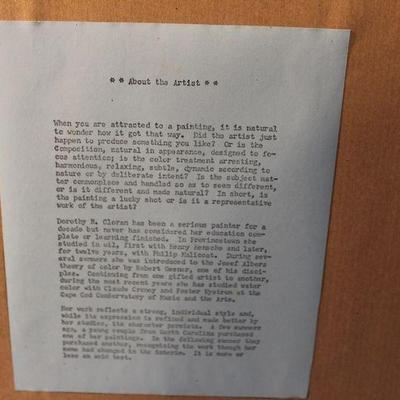 ** About the Artist **
When you are attracted to a painting, it is natural
to wonder how it got that way. Did the artist just
happen to produce something you like? Or is the
Composition, natural in appearance, designed to fo-
cus attention; is the color treatment arresting,
harmonious, relaxing, subtle, dynamic according to
nature or by deliberate intent? Is the subject mat-
ter commonplace and handled so as to seem different,
or is it different and made natural? In short, is
the painting a lucky shot or is it a representative
work of the artist?
Dorothy R. Cloran has been a serious painter for a
decade but never has considered her education com-
plete or learning finished. In Provincetown she
studied in oil, first with Henry Hensche and later,
for twelve years, with Philip Malicoat. During sev-
eral summers she was introduced to the Josef Albers
theory of color by Robert one of his disci-
ples. Continuing from one gifted artist to another,
during the most recent years she has studied water
color with Claude Croney and Foster Nystrom at the
Cape Cod Conservatory of Music and the Arts.
Her work reflects a strong, individual style and,
while its expression is refined and made better by
her studies, its character persists. A few summers
ago, a young couple from North Carolina purchased
one of her paintings. In the following summer they
purchased another, recognizing the work though her
name had changed in the interim. It is more or
less an acid test.